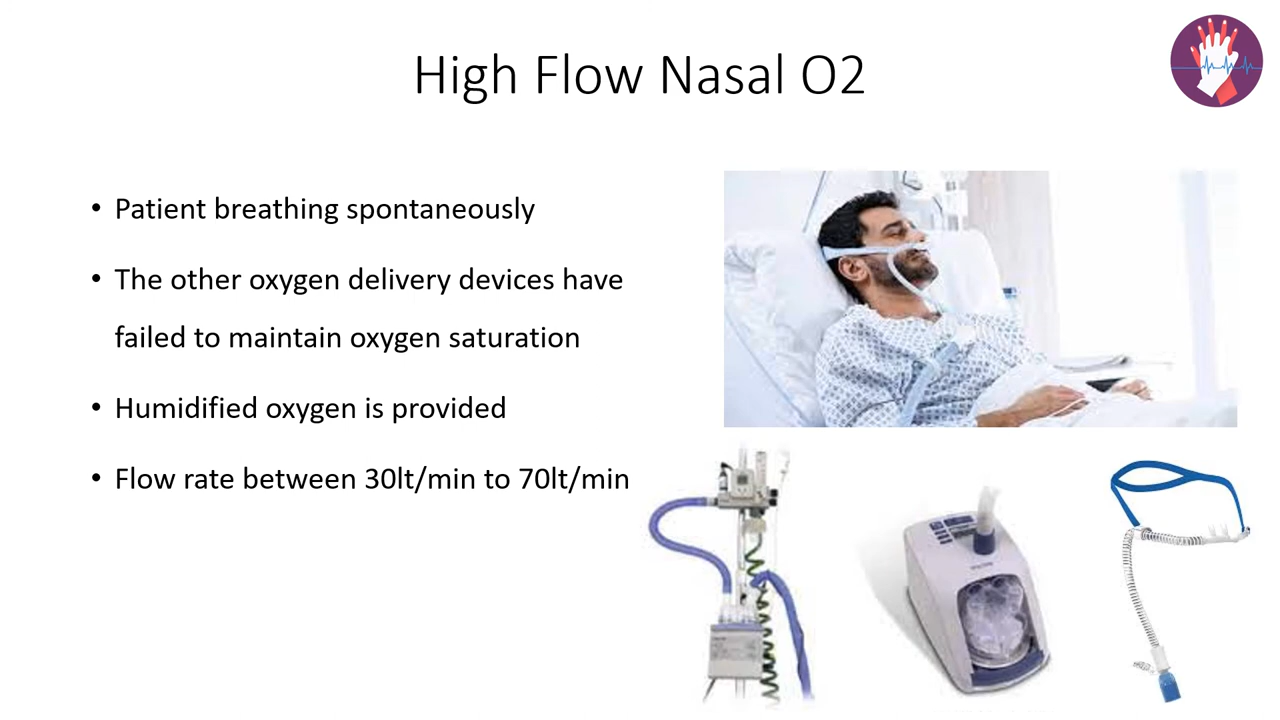 High Flow Nasal O2
• Patient breathing spontaneously
• The other oxygen delivery devices have
failed to maintain oxygen saturation
• Humidified oxygen is provided
• Flow rate between 30lt/min to 70lt/min